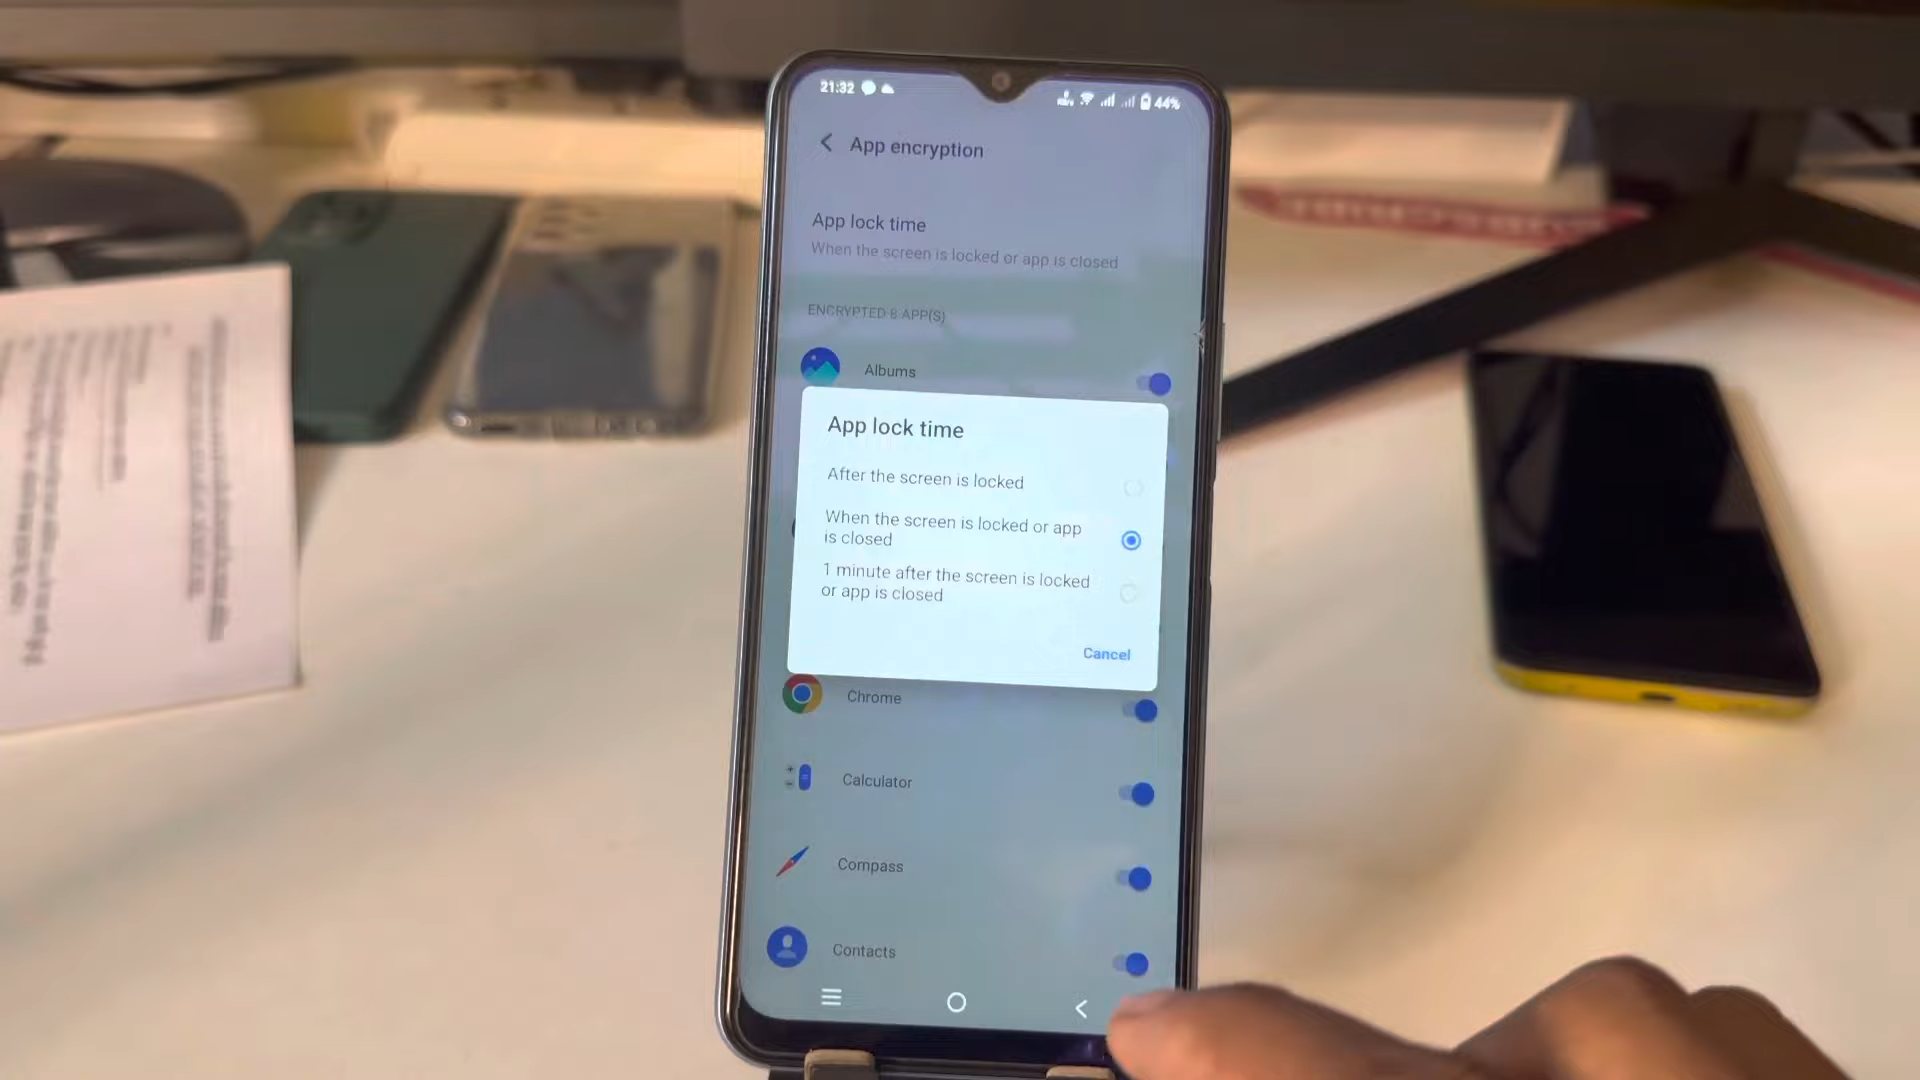 21:32
44%
App encryption
App lock time
When the screen is locked or app is closed
ENCRYPTED 8 APP(S)
Albums
App lock time
After the screen is locked
When the screen is locked or app
is closed
1 minute after the screen is locked
or app is closed
Cancel
Chrome
Calculator
Compass
Contacts